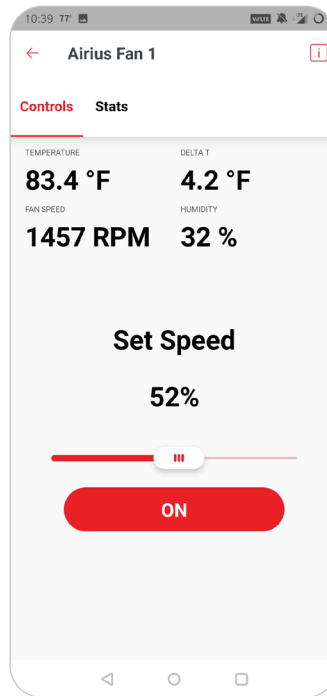 10:39 77°
VoLTE
Airius Fan 1
i
Controls Stats
TEMPERATURE DELTA T
83.4 °F 4.2 °F
FAN SPEED HUMIDITY
1457 RPM 32 %
Set Speed
52%
ON